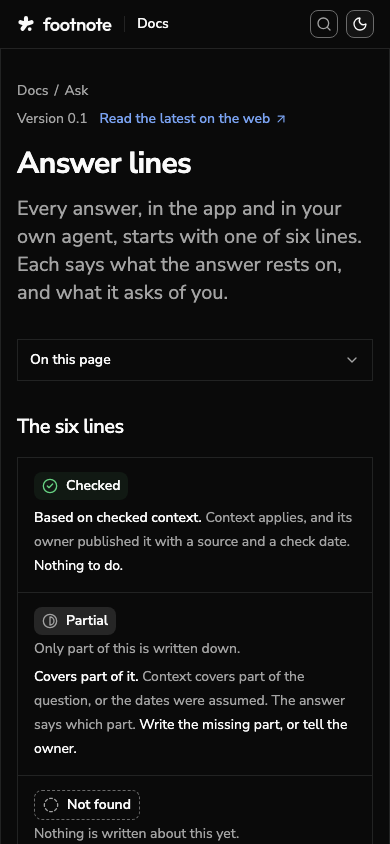 footnote Docs
Docs / Ask
Version 0.1 Read the latest on the web ↗
Answer lines
Every answer, in the app and in your
own agent, starts with one of six lines.
Each says what the answer rests on,
and what it asks of you.
On this page
The six lines
Checked
Based on checked context. Context applies, and its
owner published it with a source and a check date.
Nothing to do.
Partial
Only part of this is written down.
Covers part of it. Context covers part of the
question, or the dates were assumed. The answer
says which part. Write the missing part, or tell the
owner.
Not found
Nothing is written about this yet.